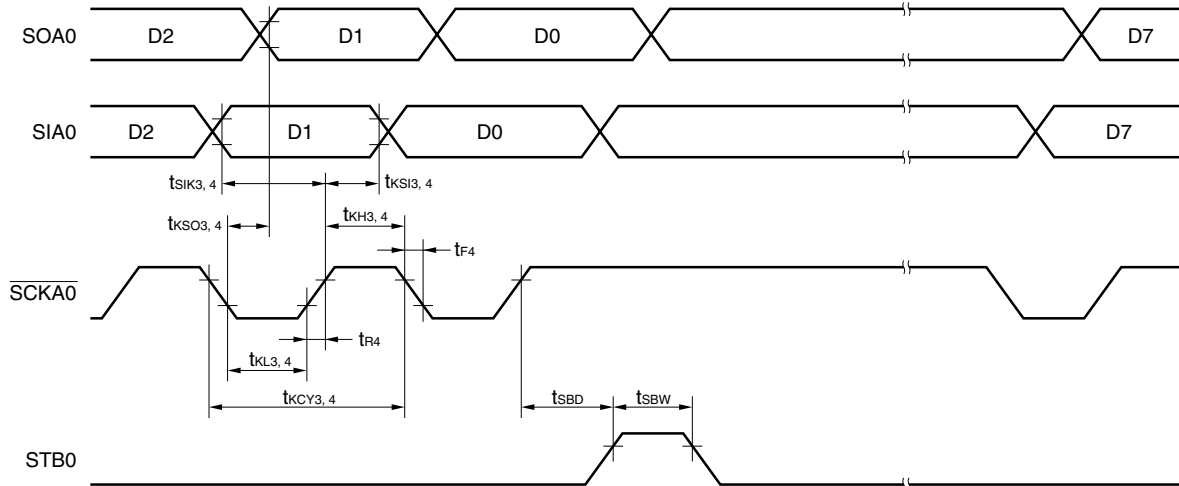 SOA0 D2 D1 D0 D7
SIA0 D2 D1 D0 D7
tSIK3, 4 tKSI3, 4
tKSO3, 4 tKH3, 4
tF4
SCKA0
tR4
tKL3, 4
tKCY3, 4 tSBD tSBW
STB0